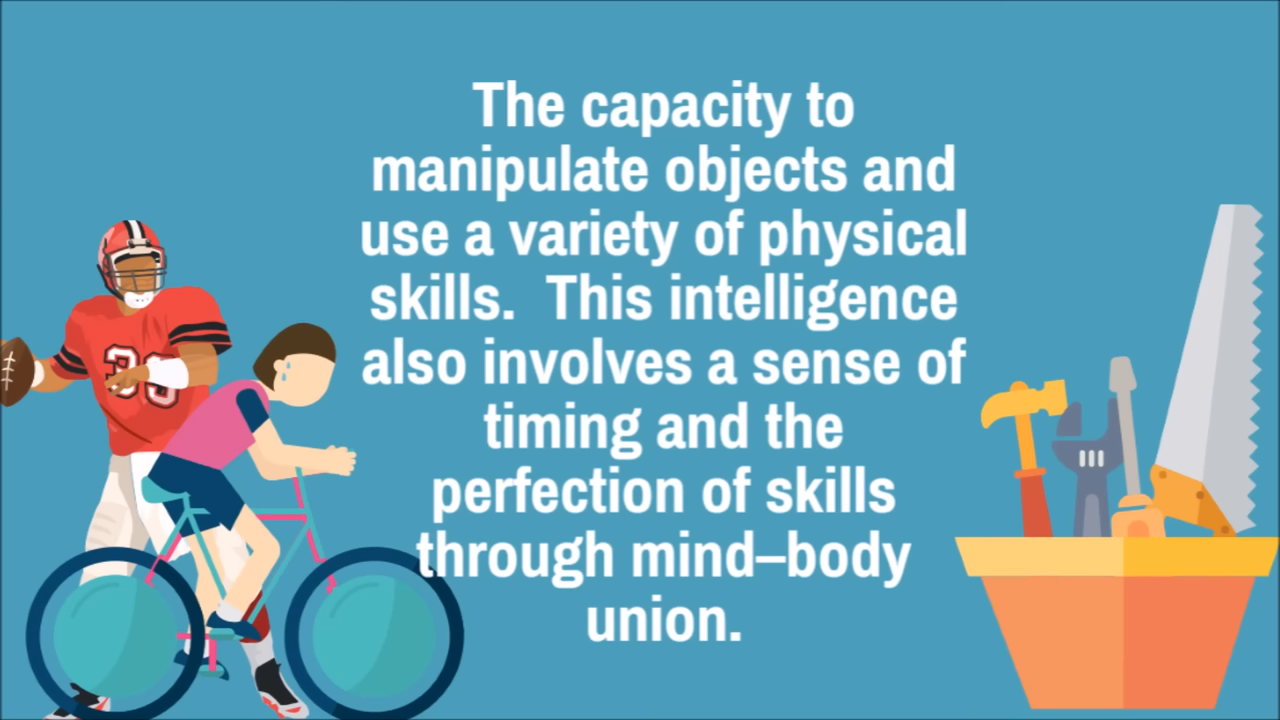 The capacity to
manipulate objects and
use a variety of physical
skills.  This intelligence
also involves a sense of
timing and the
perfection of skills
through mind–body
union.
39